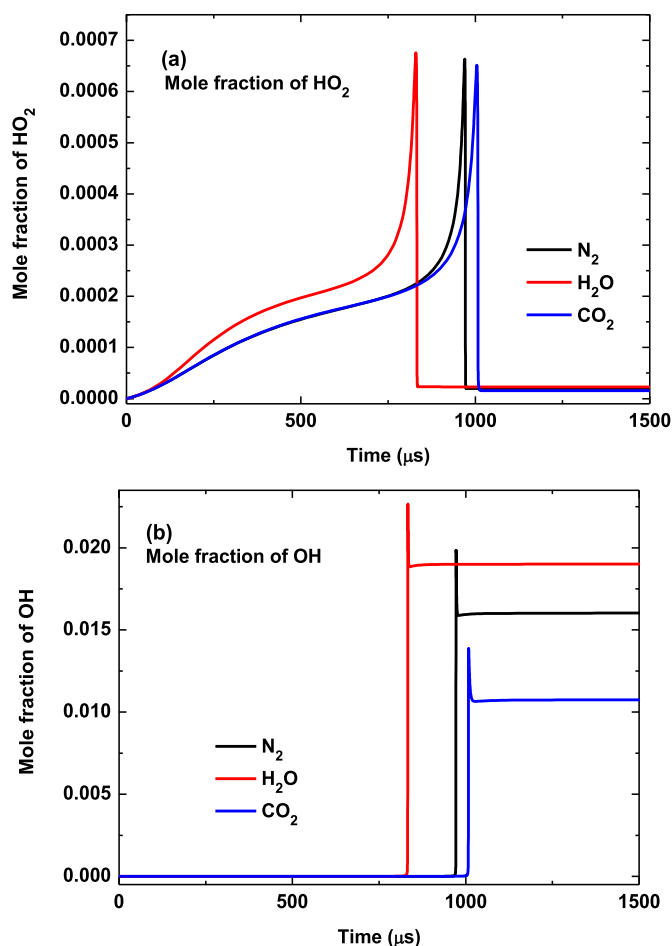 (a)
Mole fraction of HO₂
Mole fraction of HO₂
0.0007
0.0006
0.0005
0.0004
0.0003
0.0002
0.0001
0.0000
N₂
H₂O
CO₂
0 500 1000 1500
Time (μs)
(b)
Mole fraction of OH
Mole fraction of OH
0.020
0.015
0.010
0.005
0.000
N₂
H₂O
CO₂
0 500 1000 1500
Time (μs)